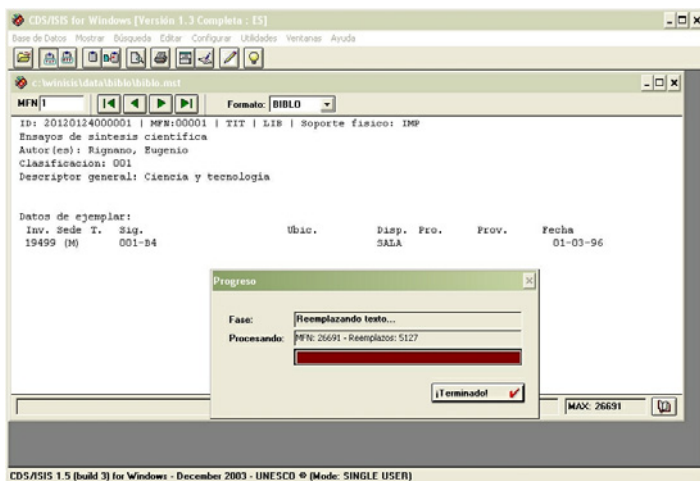 CDS/ISIS for Windows [Versión 1.3 Completa : ES]
Base de Datos Mostrar Búsqueda Editar Configurar Utilidades Ventanas Ayuda
c:\winisis\data\biblo\biblo.mst
MFN 1 Formato: BIBLO
ID: 20120124000001 | MFN:00001 | TIT | LIB | Soporte fisico: IMP
Ensayos de sintesis cientifica
Autor(es): Rignano, Eugenio
Clasificacion: 001
Descriptor general: Ciencia y tecnologia
Datos de ejemplar:
Inv. Sede T. Sig. Ubic. Disp. Pro. Prov. Fecha
19499 (M) 001-B4 SALA 01-03-96
Progreso
Fase: Reemplazando texto...
Procesando: MFN: 26691 - Reemplazos: 5127
¡Terminado!
MAX: 26691
CDS/ISIS 1.5 (build 3) for Windows - December 2003 - UNESCO © (Mode: SINGLE USER)